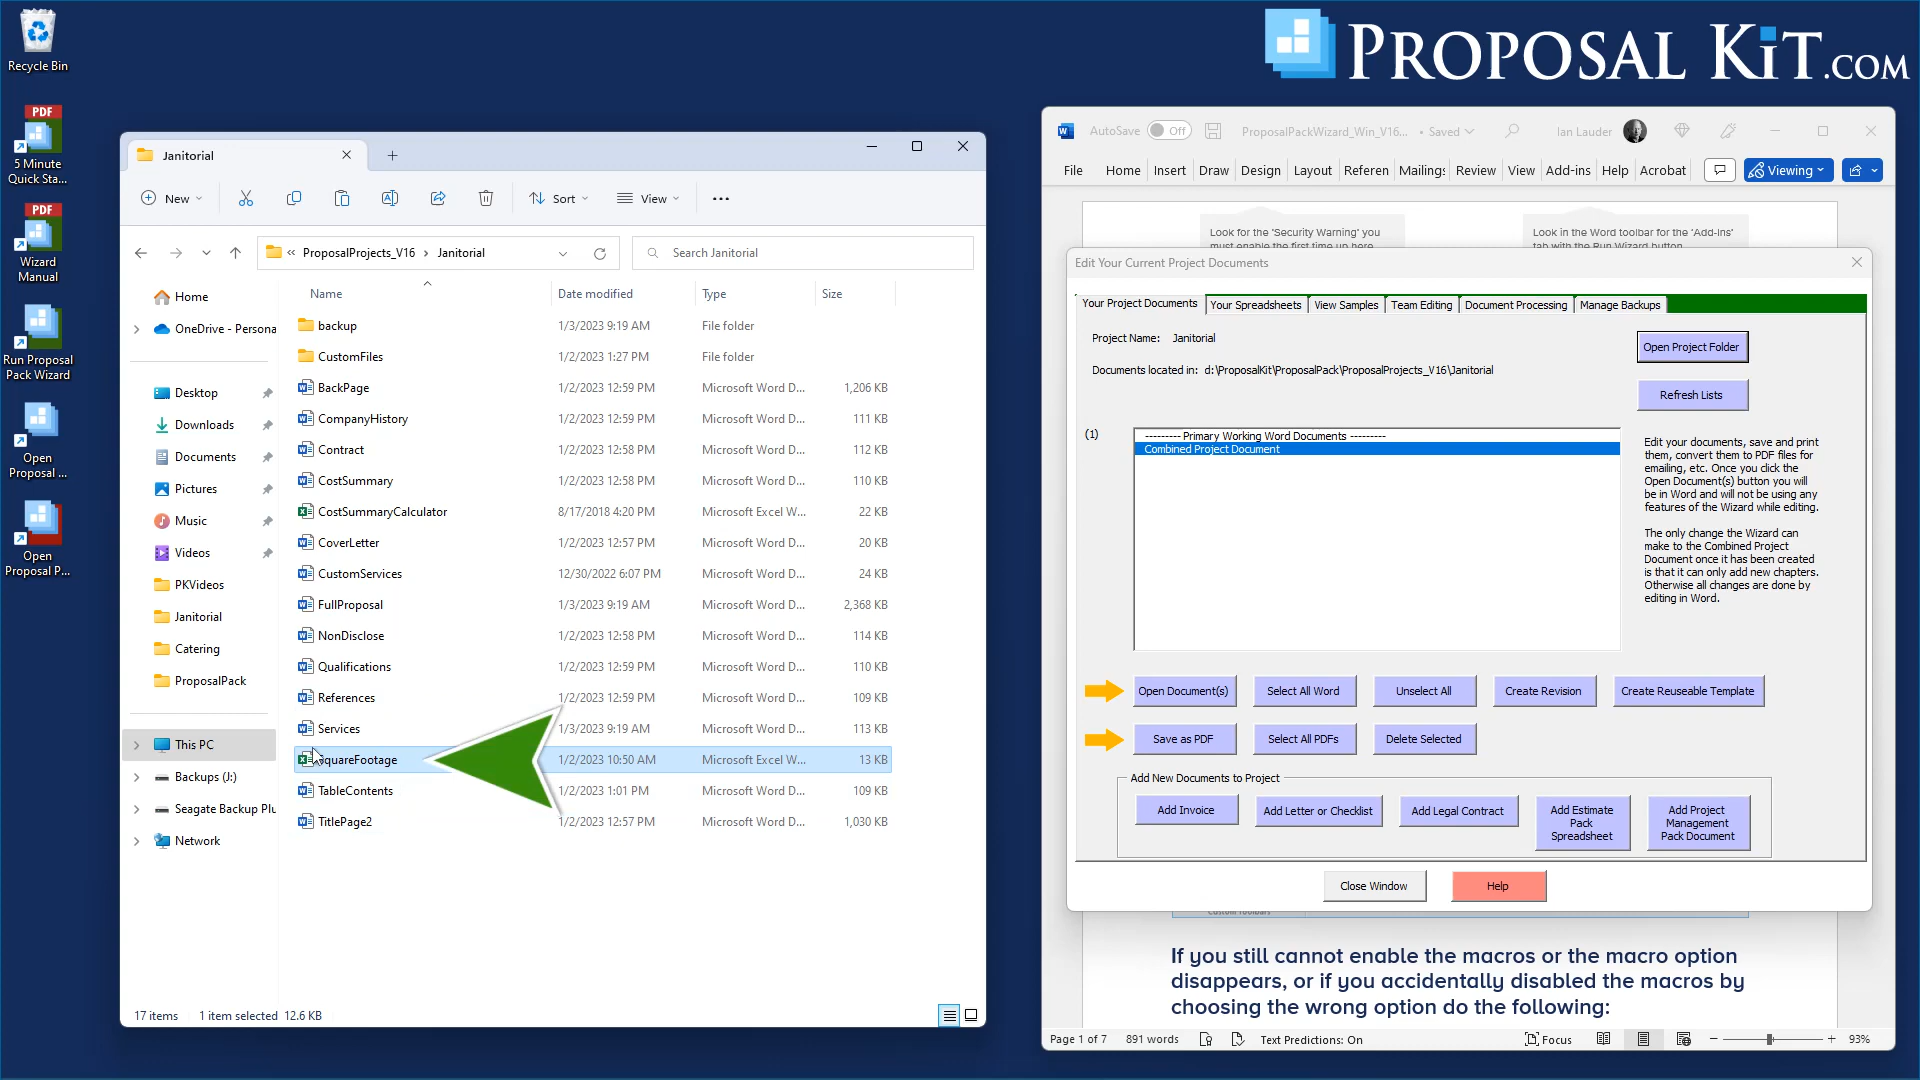 Recycle Bin
PDF
5 Minute
Quick Sta...
PDF
Wizard
Manual
Run Proposal
Pack Wizard
Open
Proposal ...
Open
Proposal P...
PROPOSAL KIT.COM
Janitorial
New
Sort
View
« ProposalProjects_V16 › Janitorial
Search Janitorial
Home
OneDrive - Persona
Desktop
Downloads
Documents
Pictures
Music
Videos
PKVideos
Janitorial
Catering
ProposalPack
This PC
Backups (J:)
Seagate Backup Plu
Network
Name Date modified Type Size
backup 1/3/2023 9:19 AM File folder
CustomFiles 1/2/2023 1:27 PM File folder
BackPage 1/2/2023 12:59 PM Microsoft Word D... 1,206 KB
CompanyHistory 1/2/2023 12:59 PM Microsoft Word D... 111 KB
Contract 1/2/2023 12:58 PM Microsoft Word D... 112 KB
CostSummary 1/2/2023 12:58 PM Microsoft Word D... 110 KB
CostSummaryCalculator 8/17/2018 4:20 PM Microsoft Excel W... 22 KB
CoverLetter 1/2/2023 12:57 PM Microsoft Word D... 20 KB
CustomServices 12/30/2022 6:07 PM Microsoft Word D... 24 KB
FullProposal 1/3/2023 9:19 AM Microsoft Word D... 2,368 KB
NonDisclose 1/2/2023 12:58 PM Microsoft Word D... 114 KB
Qualifications 1/2/2023 12:59 PM Microsoft Word D... 110 KB
References 1/2/2023 12:59 PM Microsoft Word D... 109 KB
Services 1/3/2023 9:19 AM Microsoft Word D... 113 KB
SquareFootage 1/2/2023 10:50 AM Microsoft Excel W... 13 KB
TableContents 1/2/2023 1:01 PM Microsoft Word D... 109 KB
TitlePage2 1/2/2023 12:57 PM Microsoft Word D... 1,030 KB
17 items 1 item selected 12.6 KB
AutoSave Off ProposalPackWizard_Win_V16... • Saved Ian Lauder
File Home Insert Draw Design Layout Referen Mailings Review View Add-ins Help Acrobat Viewing
Look for the 'Security Warning' you
must enable the first time up here
Look in the Word toolbar for the 'Add-Ins'
tab with the Run Wizard button
Edit Your Current Project Documents
Your Project Documents Your Spreadsheets View Samples Team Editing Document Processing Manage Backups
Project Name: Janitorial
Open Project Folder
Documents located in: d:\ProposalKit\ProposalPack\ProposalProjects_V16\Janitorial
Refresh Lists
(1)
--------- Primary Working Word Documents ---------
Combined Project Document
Edit your documents, save and print
them, convert them to PDF files for
emailing, etc. Once you click the
Open Document(s) button you will
be in Word and will not be using any
features of the Wizard while editing.
The only change the Wizard can
make to the Combined Project
Document once it has been created
is that it can only add new chapters.
Otherwise all changes are done by
editing in Word.
Open Document(s) Select All Word Unselect All Create Revision Create Reuseable Template
Save as PDF Select All PDFs Delete Selected
Add New Documents to Project
Add Invoice
Add Letter or Checklist
Add Legal Contract
Add Estimate
Pack
Spreadsheet
Add Project
Management
Pack Document
Close Window Help
Custom Toolbars
If you still cannot enable the macros or the macro option
disappears, or if you accidentally disabled the macros by
choosing the wrong option do the following:
Page 1 of 7 891 words Text Predictions: On Focus 93%